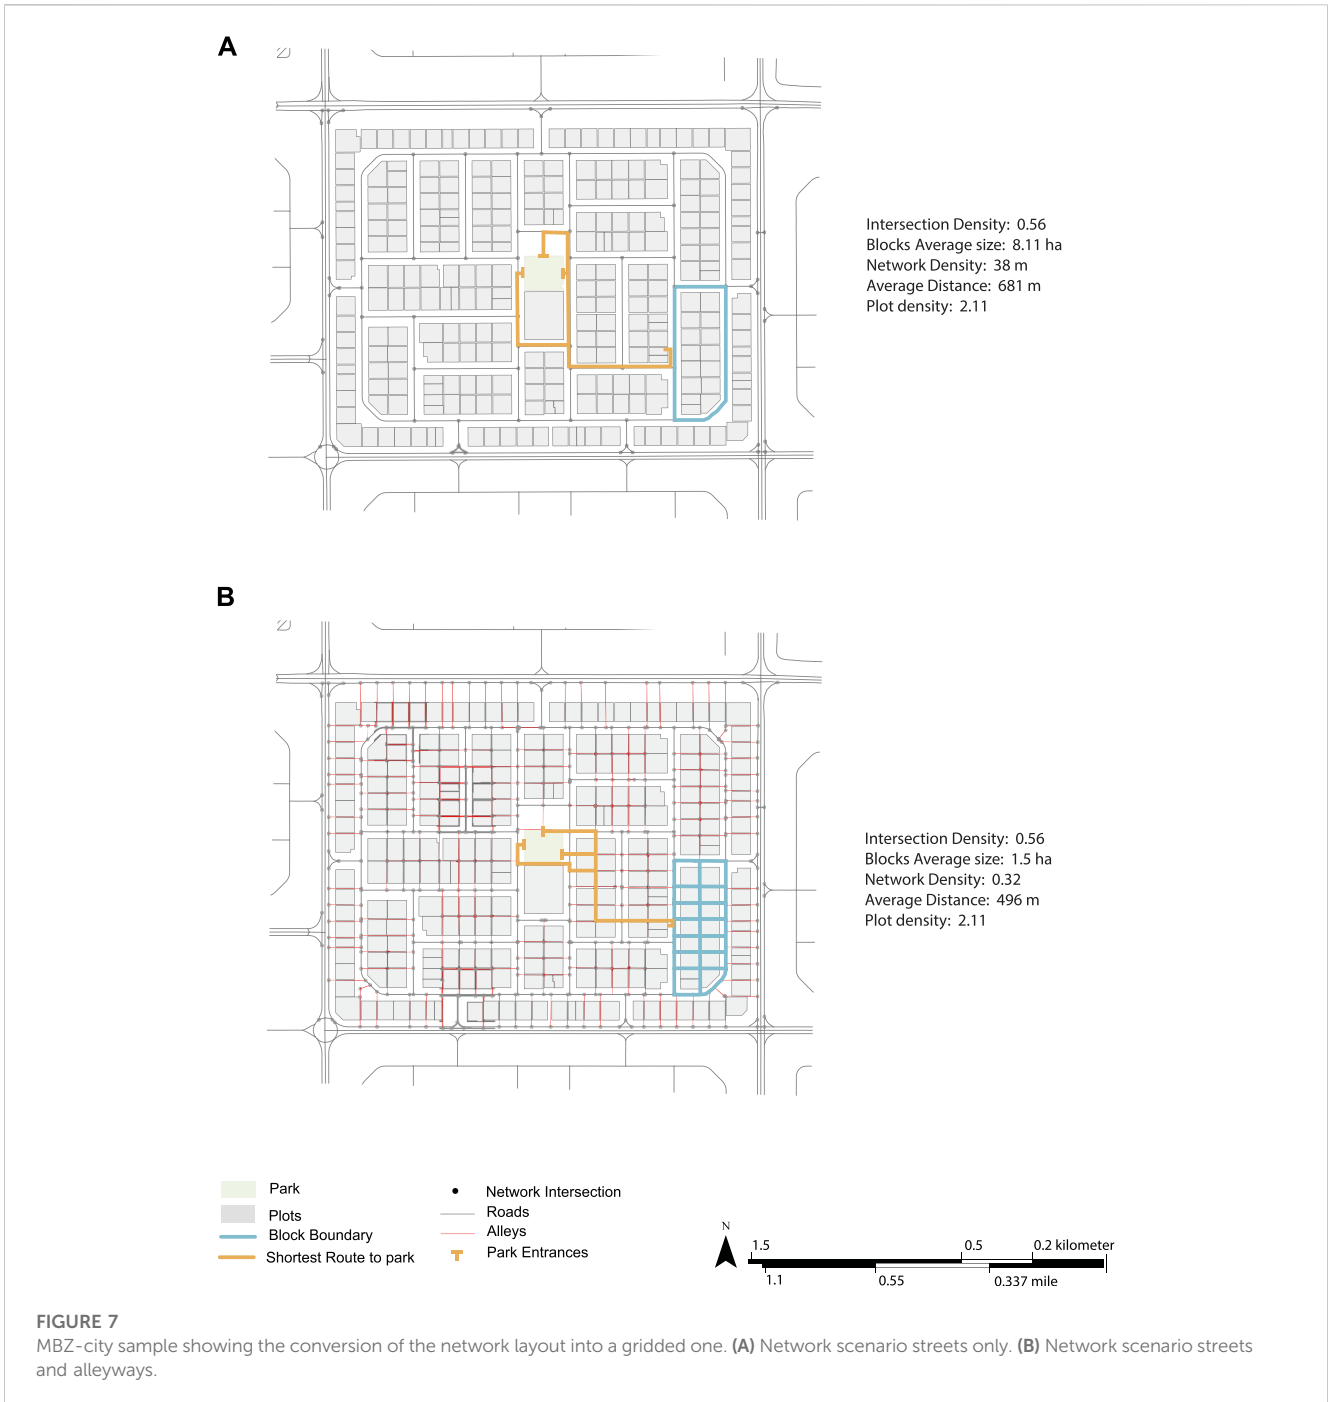 A
Intersection Density: 0.56
Blocks Average size: 8.11 ha
Network Density: 38 m
Average Distance: 681 m
Plot density: 2.11
B
Intersection Density: 0.56
Blocks Average size: 1.5 ha
Network Density: 0.32
Average Distance: 496 m
Plot density: 2.11
Park
Plots
Block Boundary
Shortest Route to park
Network Intersection
Roads
Alleys
Park Entrances
N
1.5 0.5 0.2 kilometer
1.1 0.55 0.337 mile
FIGURE 7
MBZ-city sample showing the conversion of the network layout into a gridded one. (A) Network scenario streets only. (B) Network scenario streets
and alleyways.